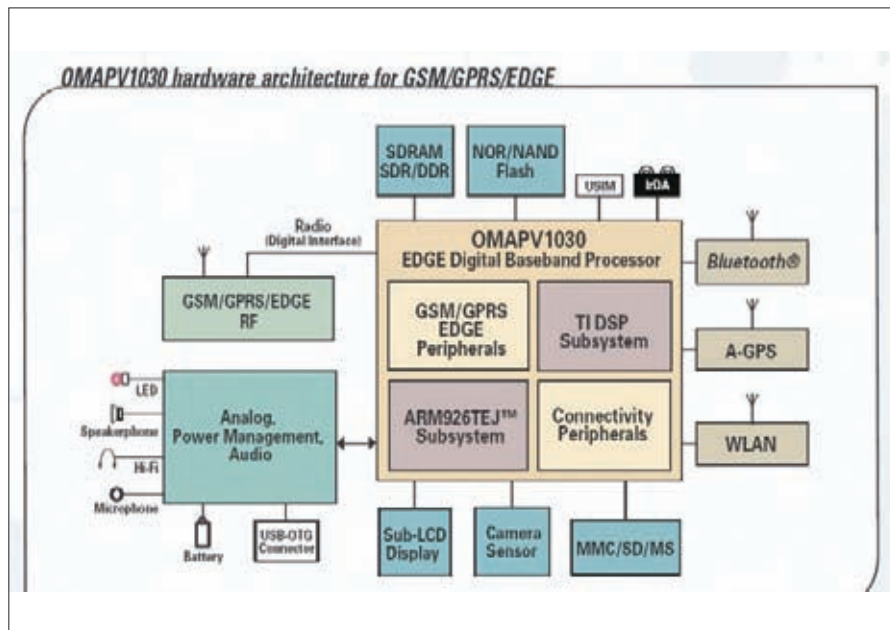 OMAPV1030 hardware architecture for GSM/GPRS/EDGE
SDRAM
SDR/DDR
NOR/NAND
Flash
USIM
IrDA
Radio
(Digital Interface)
OMAPV1030
EDGE Digital Baseband Processor
Bluetooth®
GSM/GPRS/EDGE
RF
GSM/GPRS
EDGE
Peripherals
TI DSP
Subsystem
A-GPS
LED
Speakerphone
Hi-Fi
Microphone
Analog,
Power Management,
Audio
ARM926TEJ™
Subsystem
Connectivity
Peripherals
WLAN
Battery
USB-OTG
Connector
Sub-LCD
Display
Camera
Sensor
MMC/SD/MS